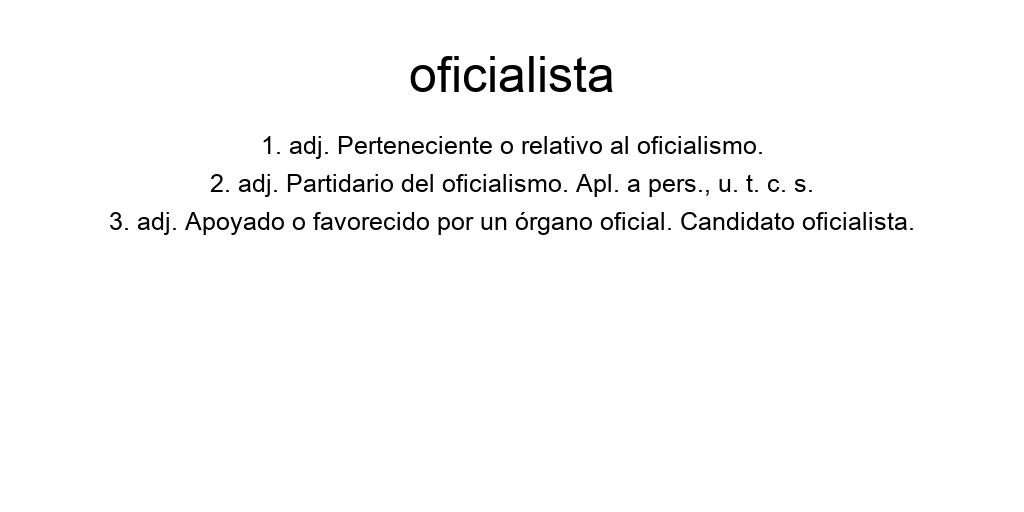 oficialista
1. adj. Perteneciente o relativo al oficialismo.
2. adj. Partidario del oficialismo. Apl. a pers., u. t. c. s.
3. adj. Apoyado o favorecido por un órgano oficial. Candidato oficialista.